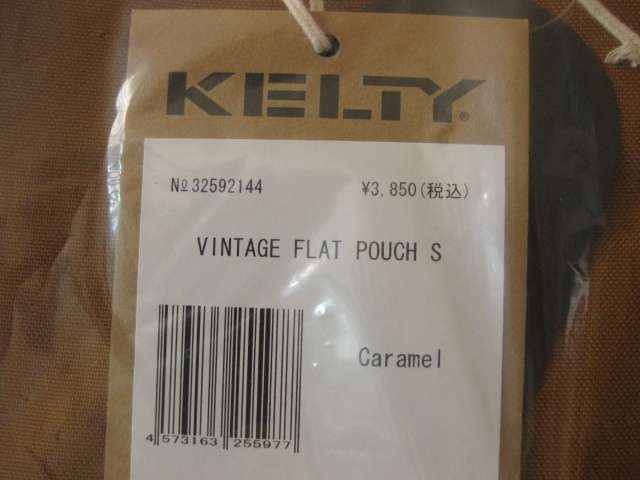 KELTY®
№32592144 ¥3,850(税込)
VINTAGE FLAT POUCH S
Caramel
4 573163 255977